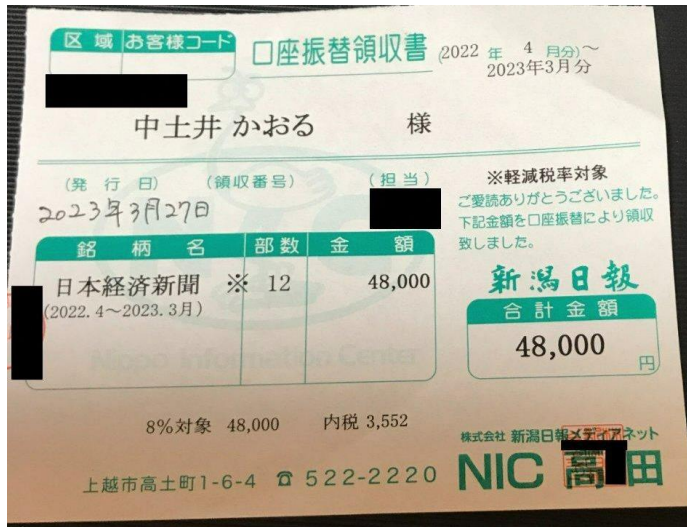 区域 お客様コード
口座振替領収書 (2022 年 4 月分)～
2023年3月分
中土井 かおる 様
(発行日) (領収番号) (担当)
2023年3月27日
※軽減税率対象
ご愛読ありがとうございました。
下記金額を口座振替により領収
致しました。
銘柄名 部数 金額
日本経済新聞 ※ 12 48,000
(2022.4～2023.3月)
新潟日報
合計金額
48,000 円
Nippo Information Center
8%対象 48,000 内税 3,552
株式会社 新潟日報メディアネット
上越市高土町1-6-4 ☎ 522-2220
NIC 高田